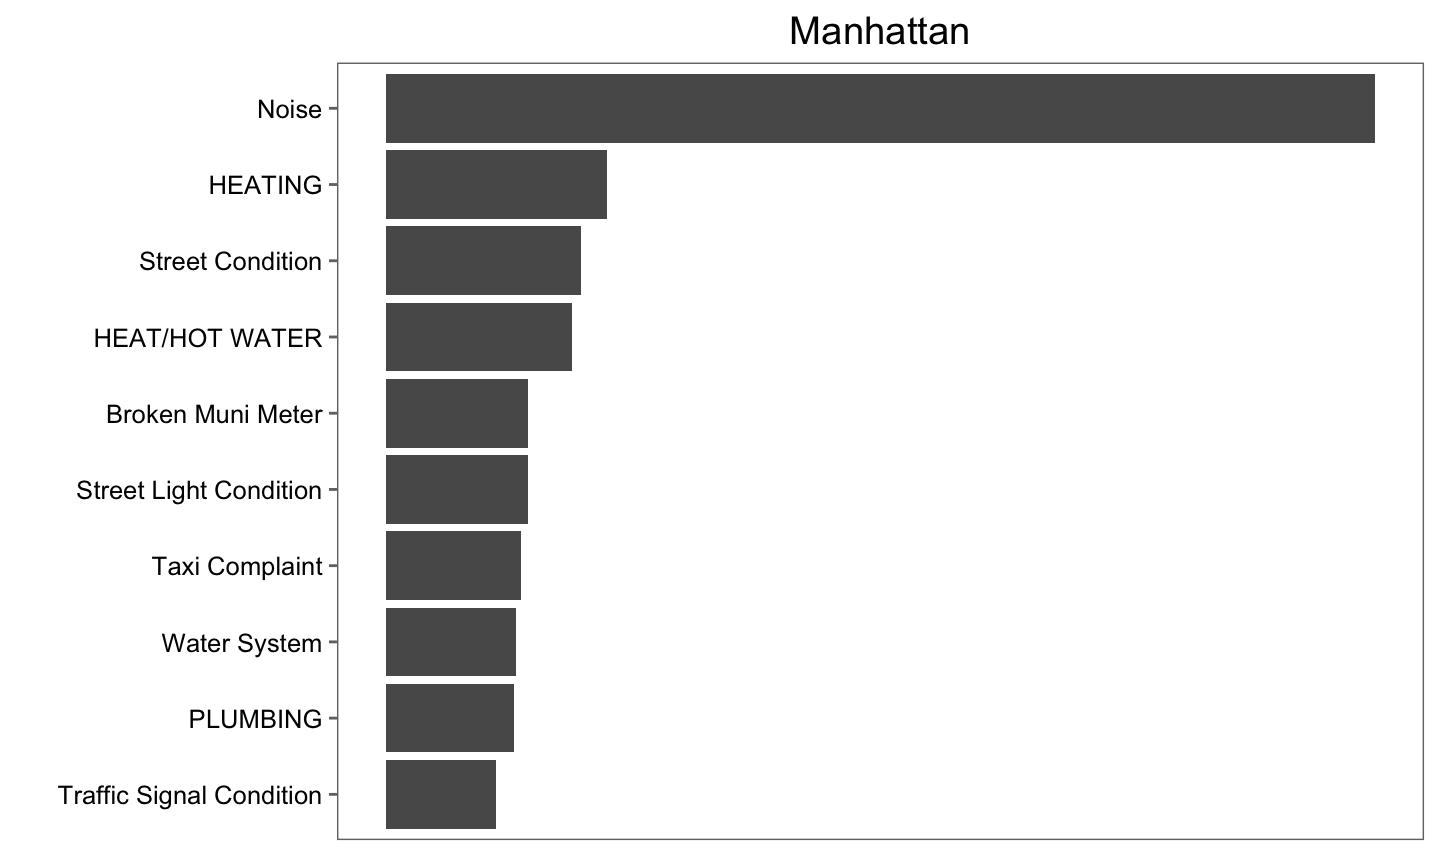 Manhattan
Noise
HEATING
Street Condition
HEAT/HOT WATER
Broken Muni Meter
Street Light Condition
Taxi Complaint
Water System
PLUMBING
Traffic Signal Condition